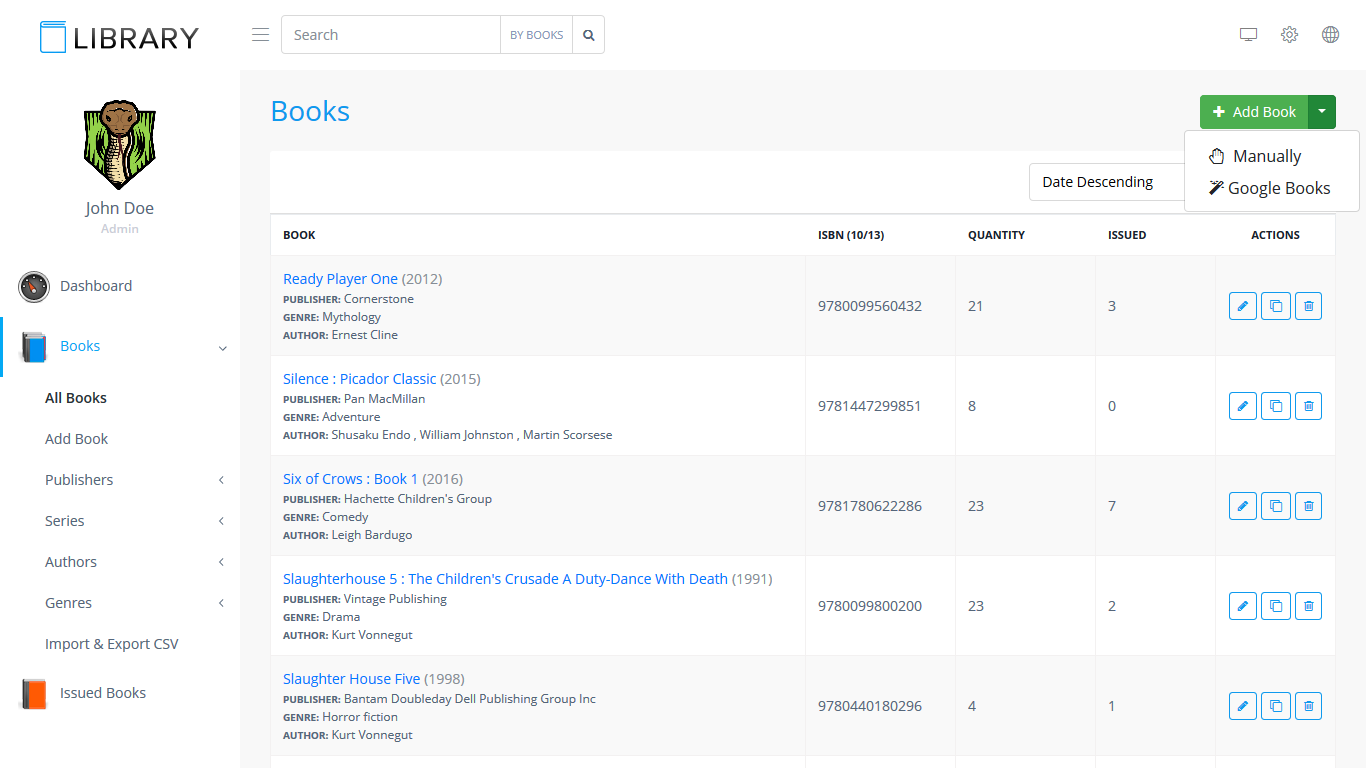 LIBRARY
Search
BY BOOKS
John Doe
Admin
Dashboard
Books
All Books
Add Book
Publishers
Series
Authors
Genres
Import & Export CSV
Issued Books
Books
Add Book
Manually
Google Books
Date Descending
BOOK ISBN (10/13) QUANTITY ISSUED ACTIONS
Ready Player One (2012)
PUBLISHER: Cornerstone
GENRE: Mythology
AUTHOR: Ernest Cline
9780099560432 21 3
Silence : Picador Classic (2015)
PUBLISHER: Pan MacMillan
GENRE: Adventure
AUTHOR: Shusaku Endo , William Johnston , Martin Scorsese
9781447299851 8 0
Six of Crows : Book 1 (2016)
PUBLISHER: Hachette Children's Group
GENRE: Comedy
AUTHOR: Leigh Bardugo
9781780622286 23 7
Slaughterhouse 5 : The Children's Crusade A Duty-Dance With Death (1991)
PUBLISHER: Vintage Publishing
GENRE: Drama
AUTHOR: Kurt Vonnegut
9780099800200 23 2
Slaughter House Five (1998)
PUBLISHER: Bantam Doubleday Dell Publishing Group Inc
GENRE: Horror fiction
AUTHOR: Kurt Vonnegut
9780440180296 4 1